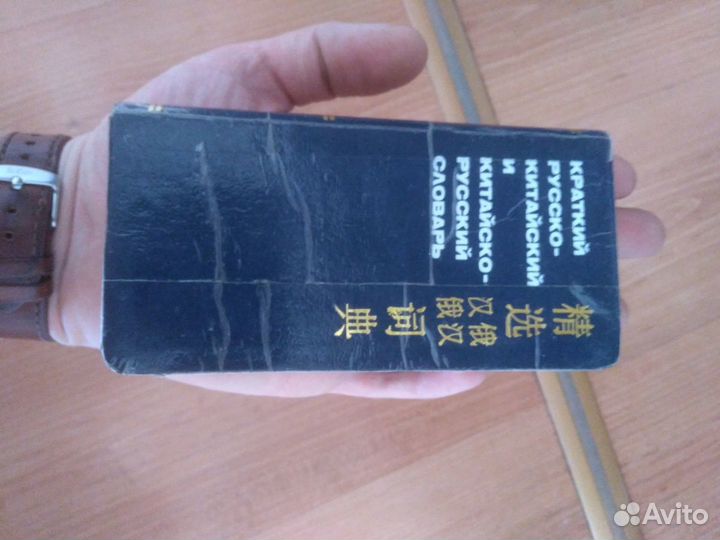 КРАТКИЙ
РУССКО-
КИТАЙСКИЙ
И
КИТАЙСКО-
РУССКИЙ
СЛОВАРЬ
精选
俄汉
汉俄
词典
Avito